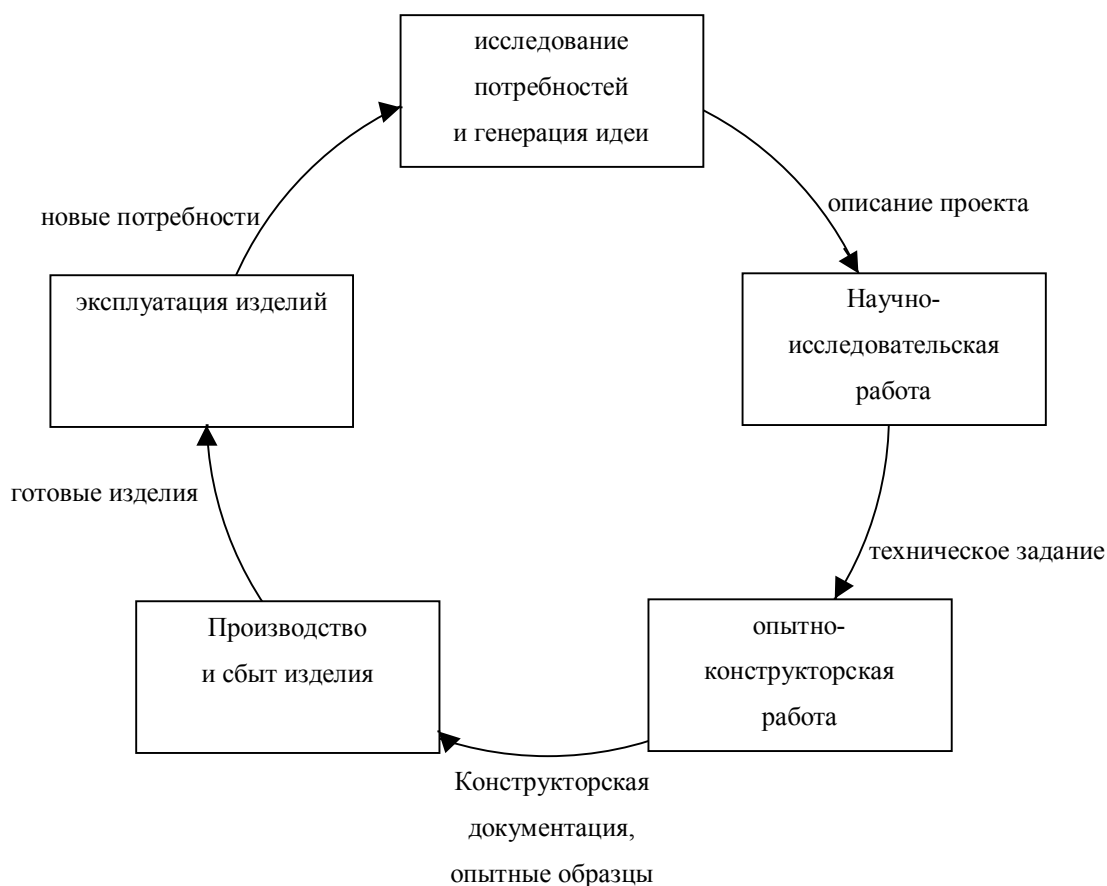 исследование
потребностей
и генерация идеи
новые потребности
описание проекта
эксплуатация изделий
Научно-
исследовательская
работа
готовые изделия
техническое задание
Производство
и сбыт изделия
опытно-
конструкторская
работа
Конструкторская
документация,
опытные образцы